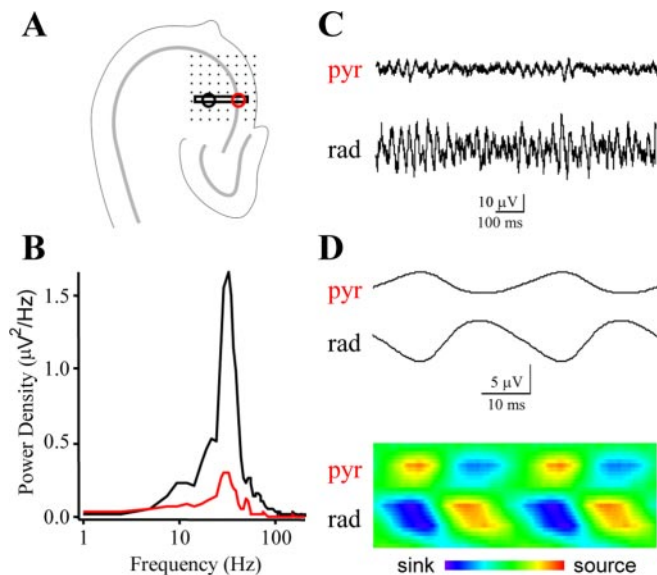 A
C
pyr
rad
10 µV
100 ms
B
Power Density (µV²/Hz)
1.5
1.0
0.5
0.0
1
10
100
Frequency (Hz)
D
pyr
rad
5 µV
10 ms
pyr
rad
sink
source